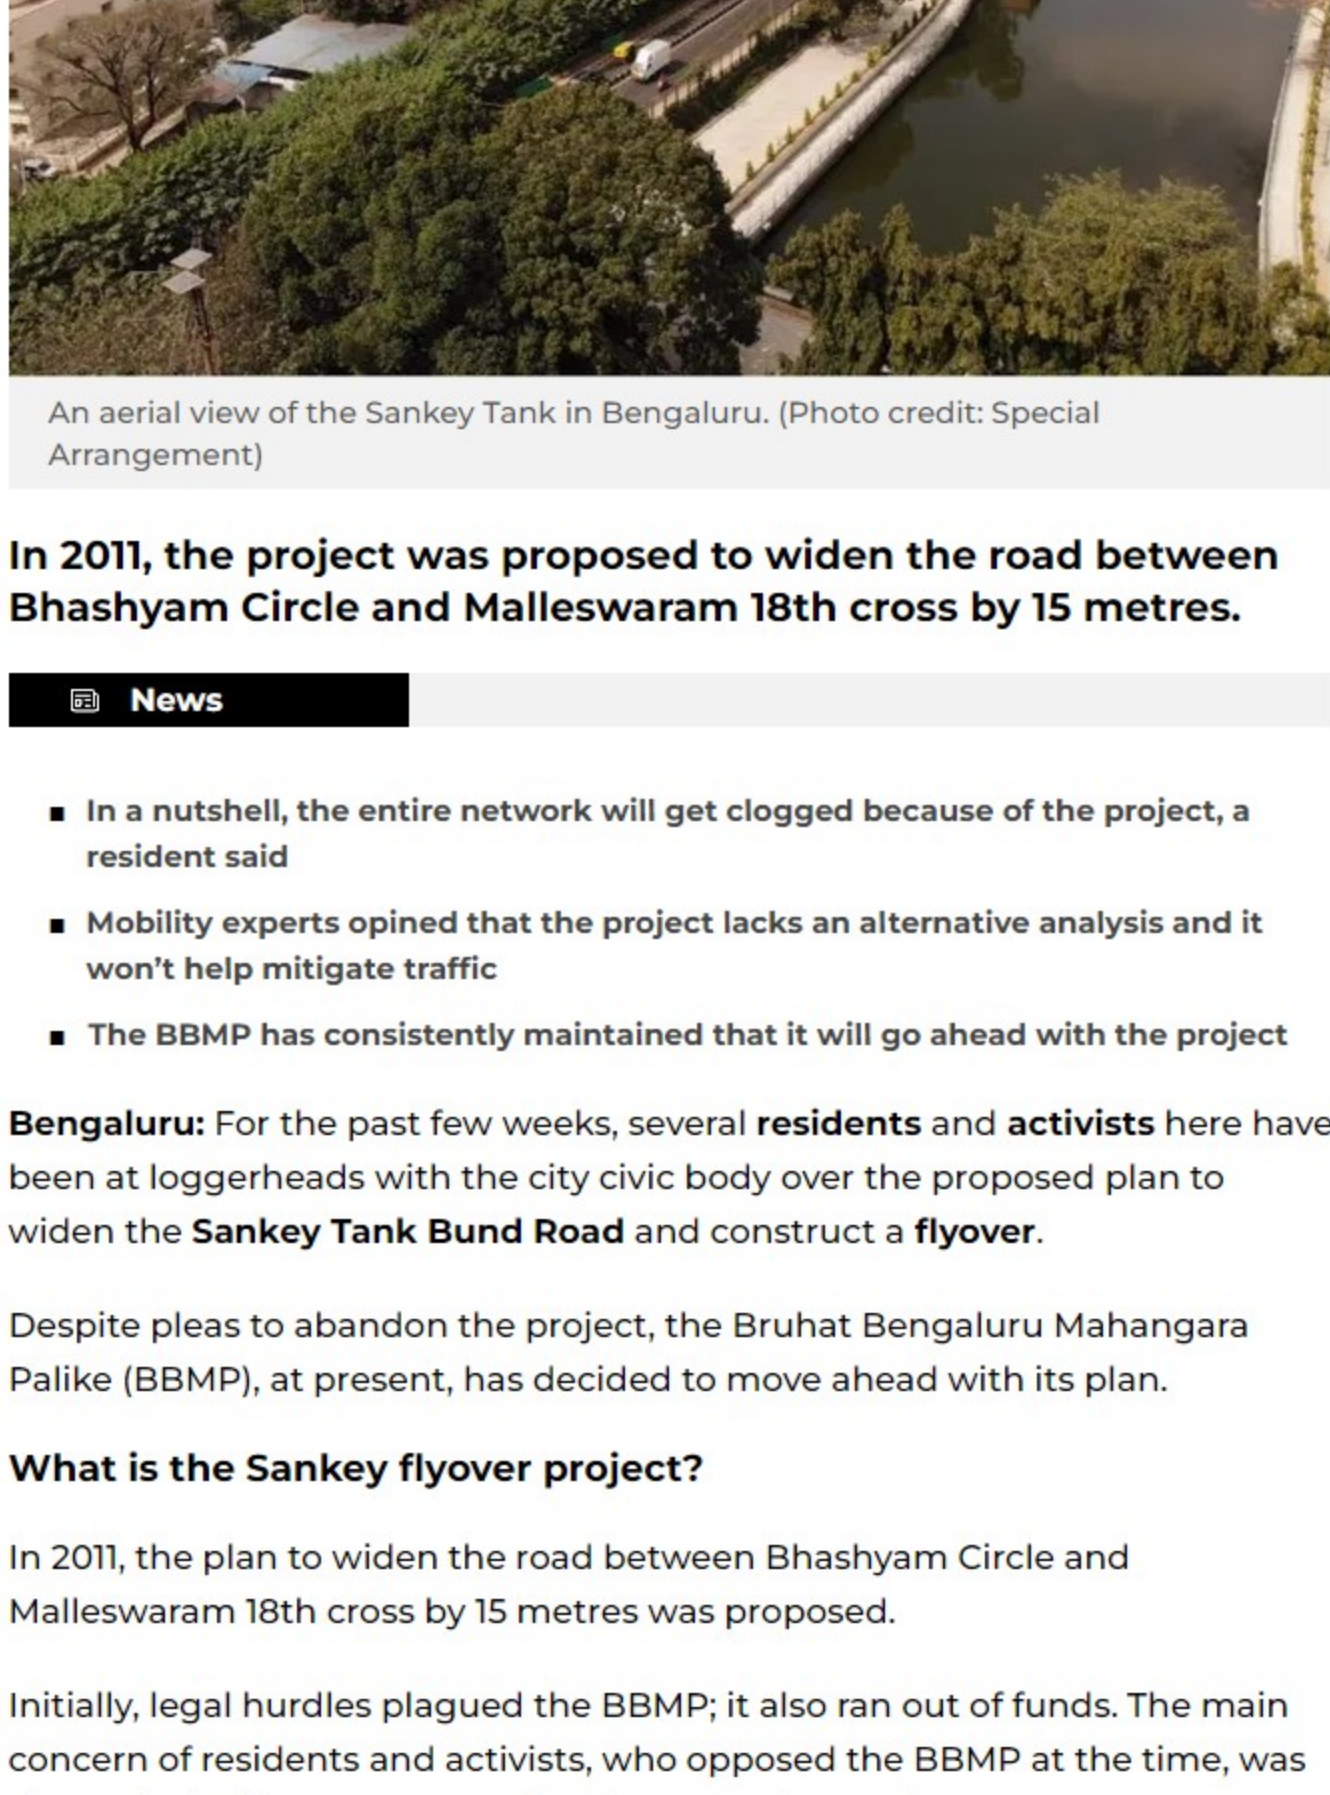 An aerial view of the Sankey Tank in Bengaluru. (Photo credit: Special
Arrangement)
In 2011, the project was proposed to widen the road between
Bhashyam Circle and Malleswaram 18th cross by 15 metres.
News
In a nutshell, the entire network will get clogged because of the project, a
resident said
Mobility experts opined that the project lacks an alternative analysis and it
won't help mitigate traffic
The BBMP has consistently maintained that it will go ahead with the project
Bengaluru: For the past few weeks, several residents and activists here have
been at loggerheads with the city civic body over the proposed plan to
widen the Sankey Tank Bund Road and construct a flyover.
Despite pleas to abandon the project, the Bruhat Bengaluru Mahangara
Palike (BBMP), at present, has decided to move ahead with its plan.
What is the Sankey flyover project?
In 2011, the plan to widen the road between Bhashyam Circle and
Malleswaram 18th cross by 15 metres was proposed.
Initially, legal hurdles plagued the BBMP; it also ran out of funds. The main
concern of residents and activists, who opposed the BBMP at the time, was